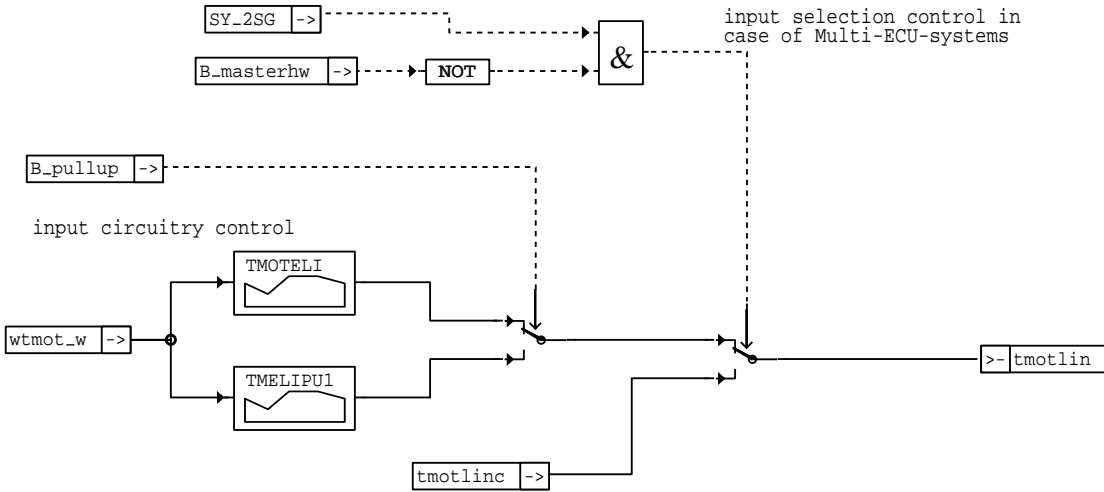 SY_2SG ->
input selection control in
case of Multi-ECU-systems
&
B_masterhw ->
NOT
B_pullup ->
input circuitry control
TMOTELI
wtmot_w ->
>- tmotlin
TMELIPU1
tmotlinc ->